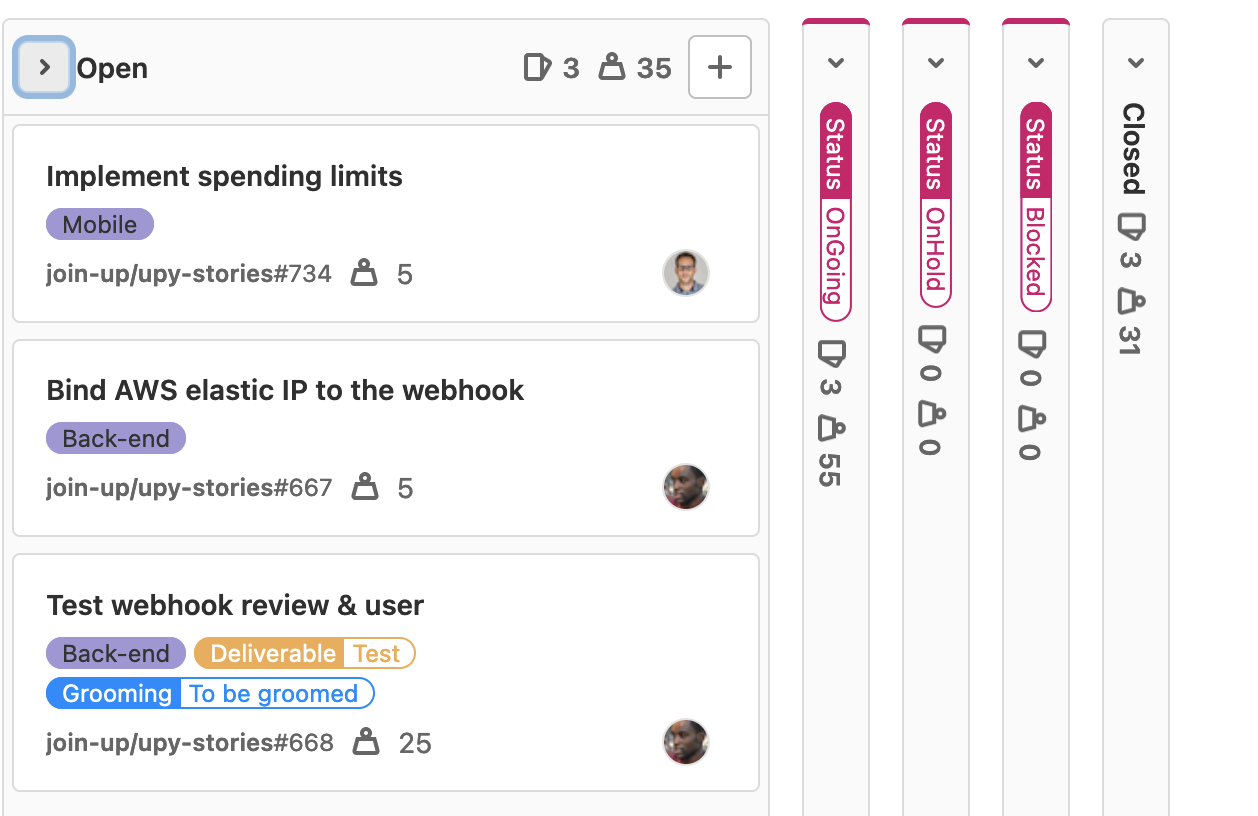 Open 3 35
Implement spending limits
Mobile
join-up/upy-stories#734 5
Bind AWS elastic IP to the webhook
Back-end
join-up/upy-stories#667 5
Test webhook review & user
Back-end Deliverable Test
Grooming To be groomed
join-up/upy-stories#668 25
Status OnGoing 3 55
Status OnHold 0 0
Status Blocked 0 0
Closed 3 31